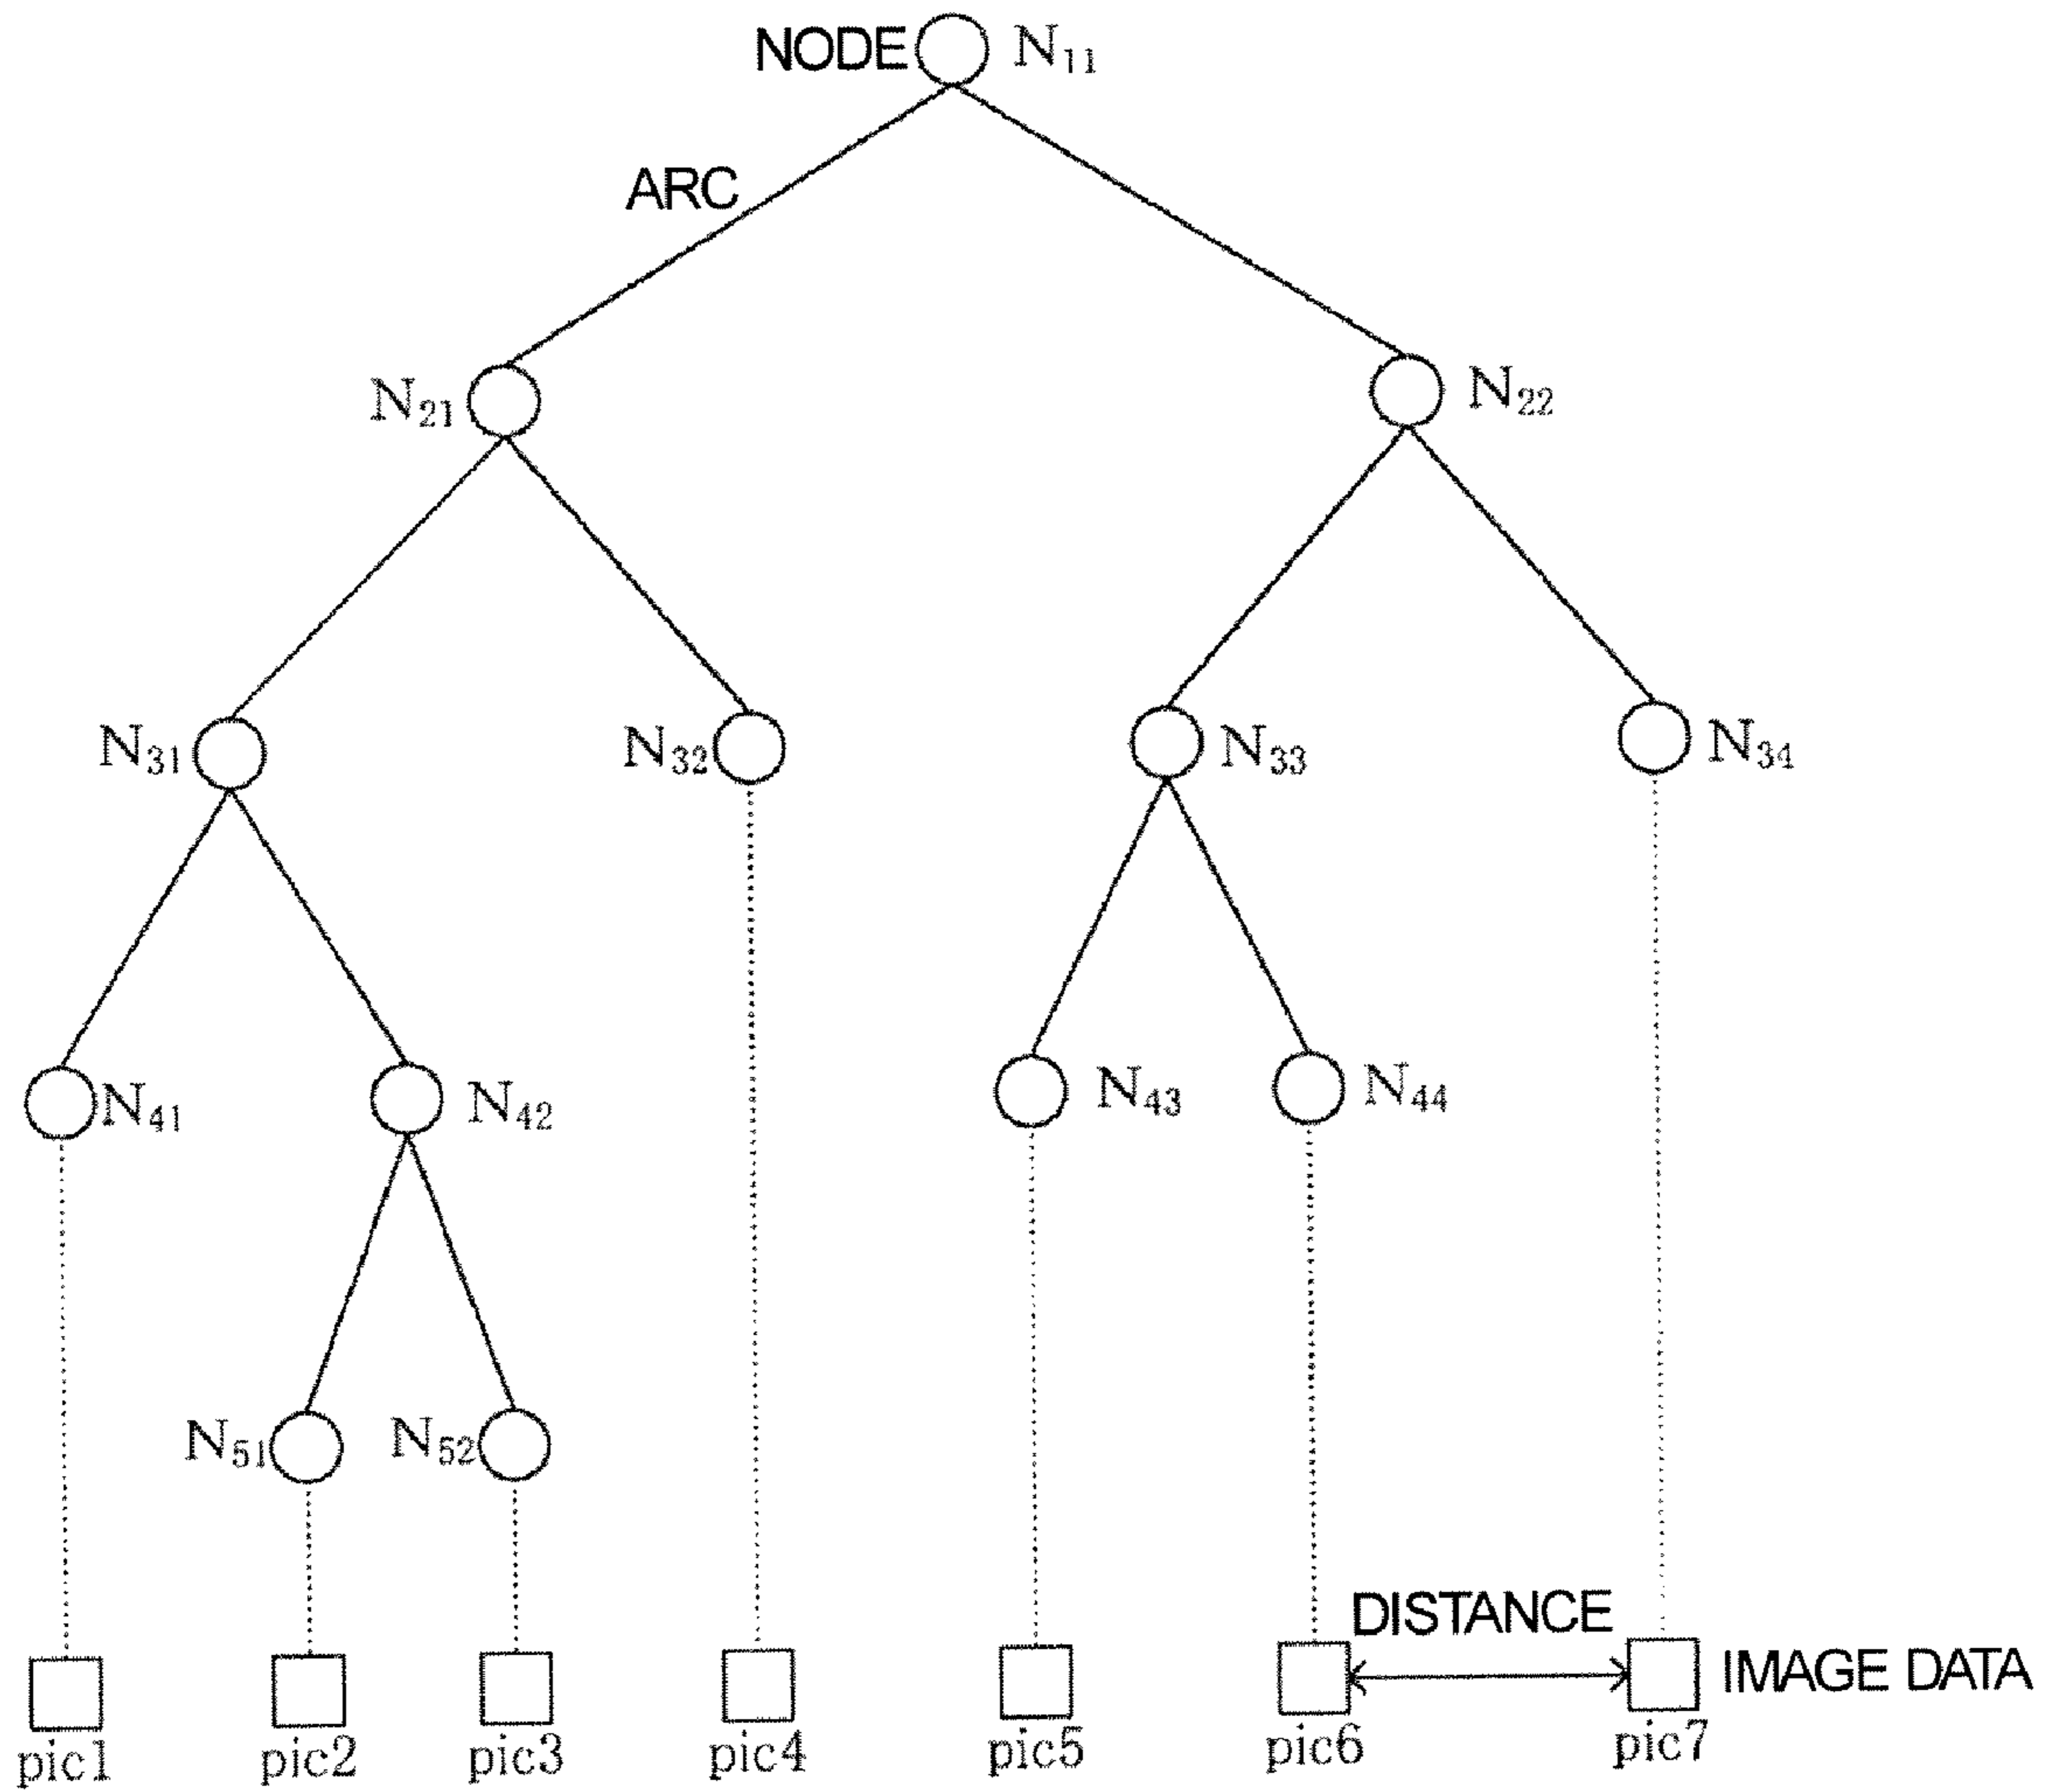 NODE N11
ARC
N21 N22
N31 N32 N33 N34
N41 N42 N43 N44
N51 N52
DISTANCE
IMAGE DATA
pic1 pic2 pic3 pic4 pic5 pic6 pic7